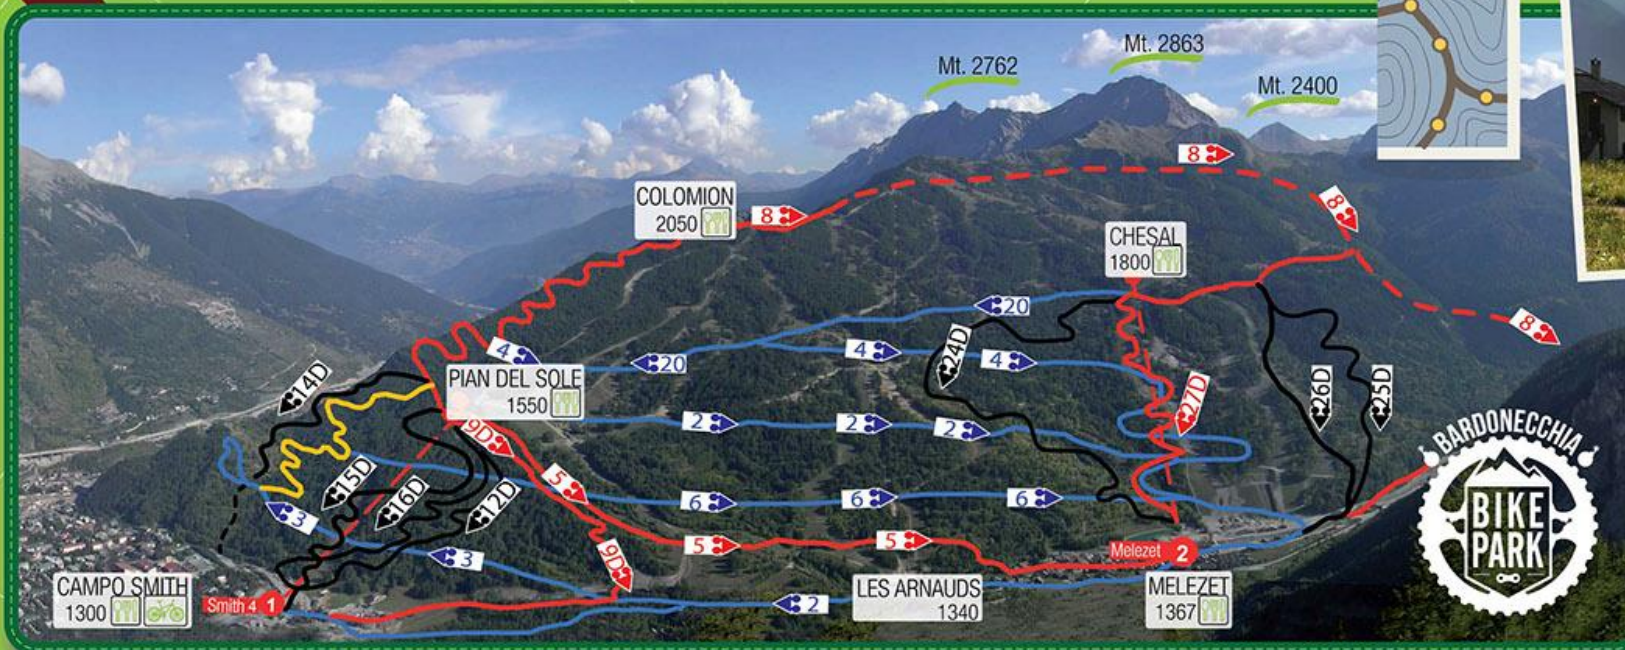 Mt. 2863
Mt. 2762
Mt. 2400
8
COLOMION
2050
8
8
CHESAL
1800
20
8
4
20
4
4
24D
14D
PIAN DEL SOLE
1550
27D
26D
25D
2
2
2
9D
BARDONECCHIA
15D
16D
12D
5
6
6
6
3
BIKE
PARK
5
5
3
9D
Melezet 2
CAMPO SMITH
1300
Smith 4 1
2
LES ARNAUDS
1340
MELEZET
1367